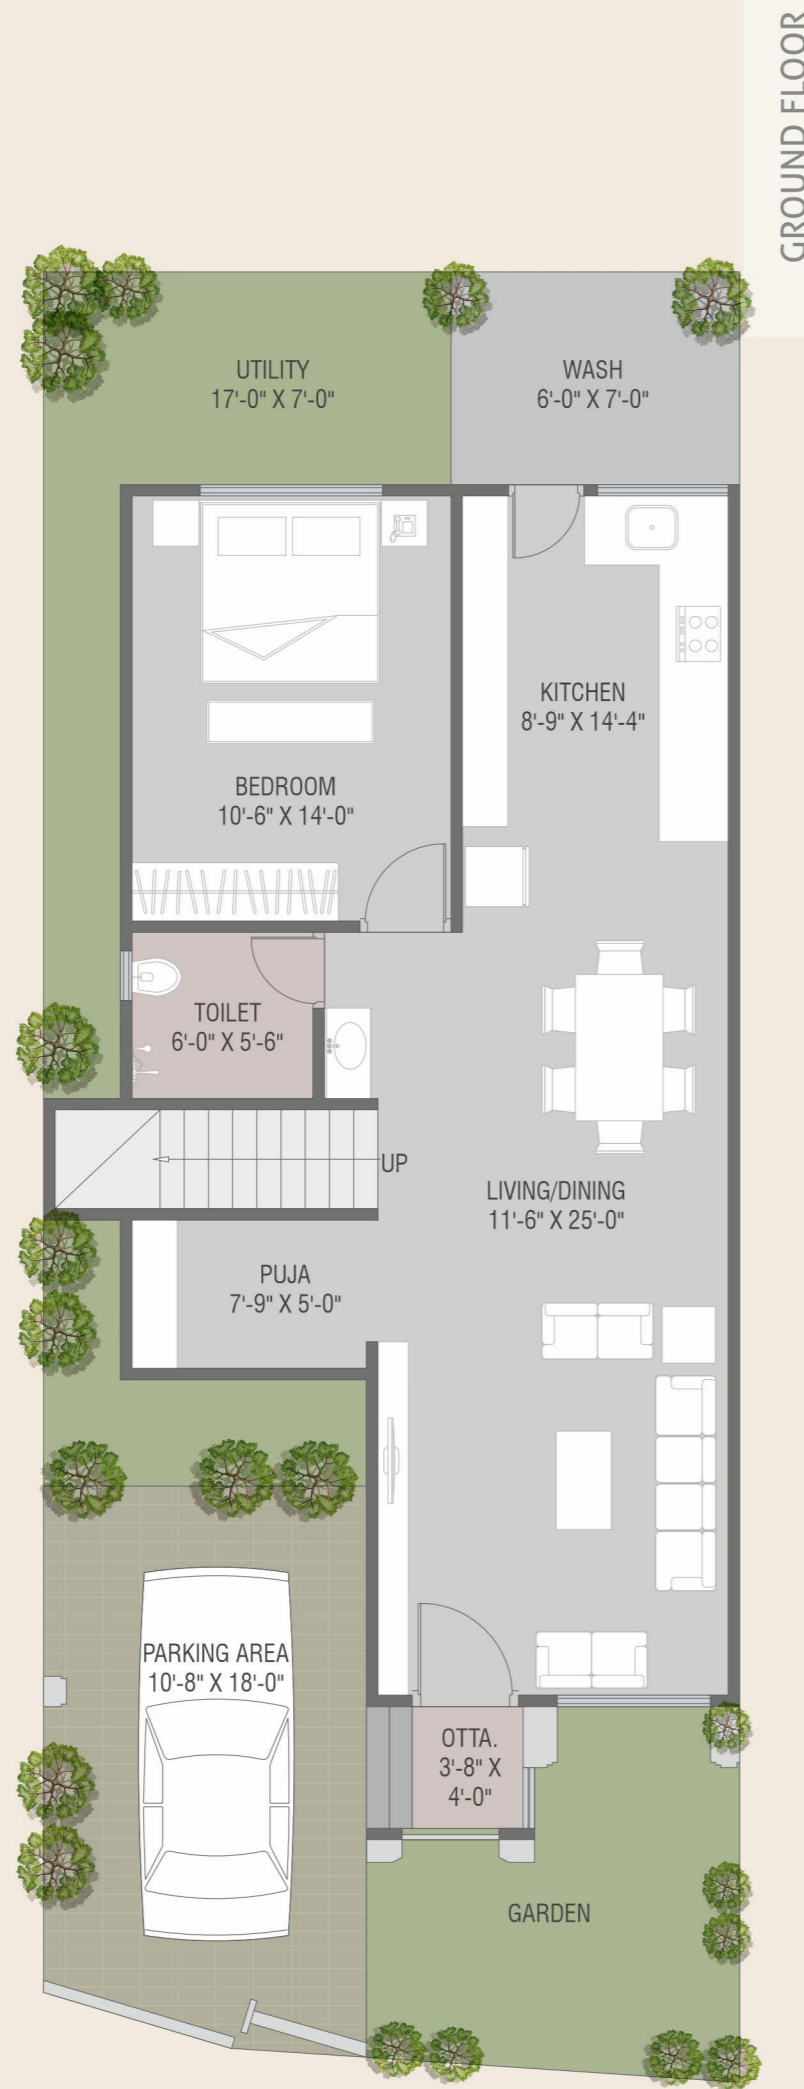 GROUND FLOOR
UTILITY
17'-0" X 7'-0"
WASH
6'-0" X 7'-0"
KITCHEN
8'-9" X 14'-4"
BEDROOM
10'-6" X 14'-0"
TOILET
6'-0" X 5'-6"
UP
LIVING/DINING
11'-6" X 25'-0"
PUJA
7'-9" X 5'-0"
PARKING AREA
10'-8" X 18'-0"
OTTA.
3'-8" X
4'-0"
GARDEN